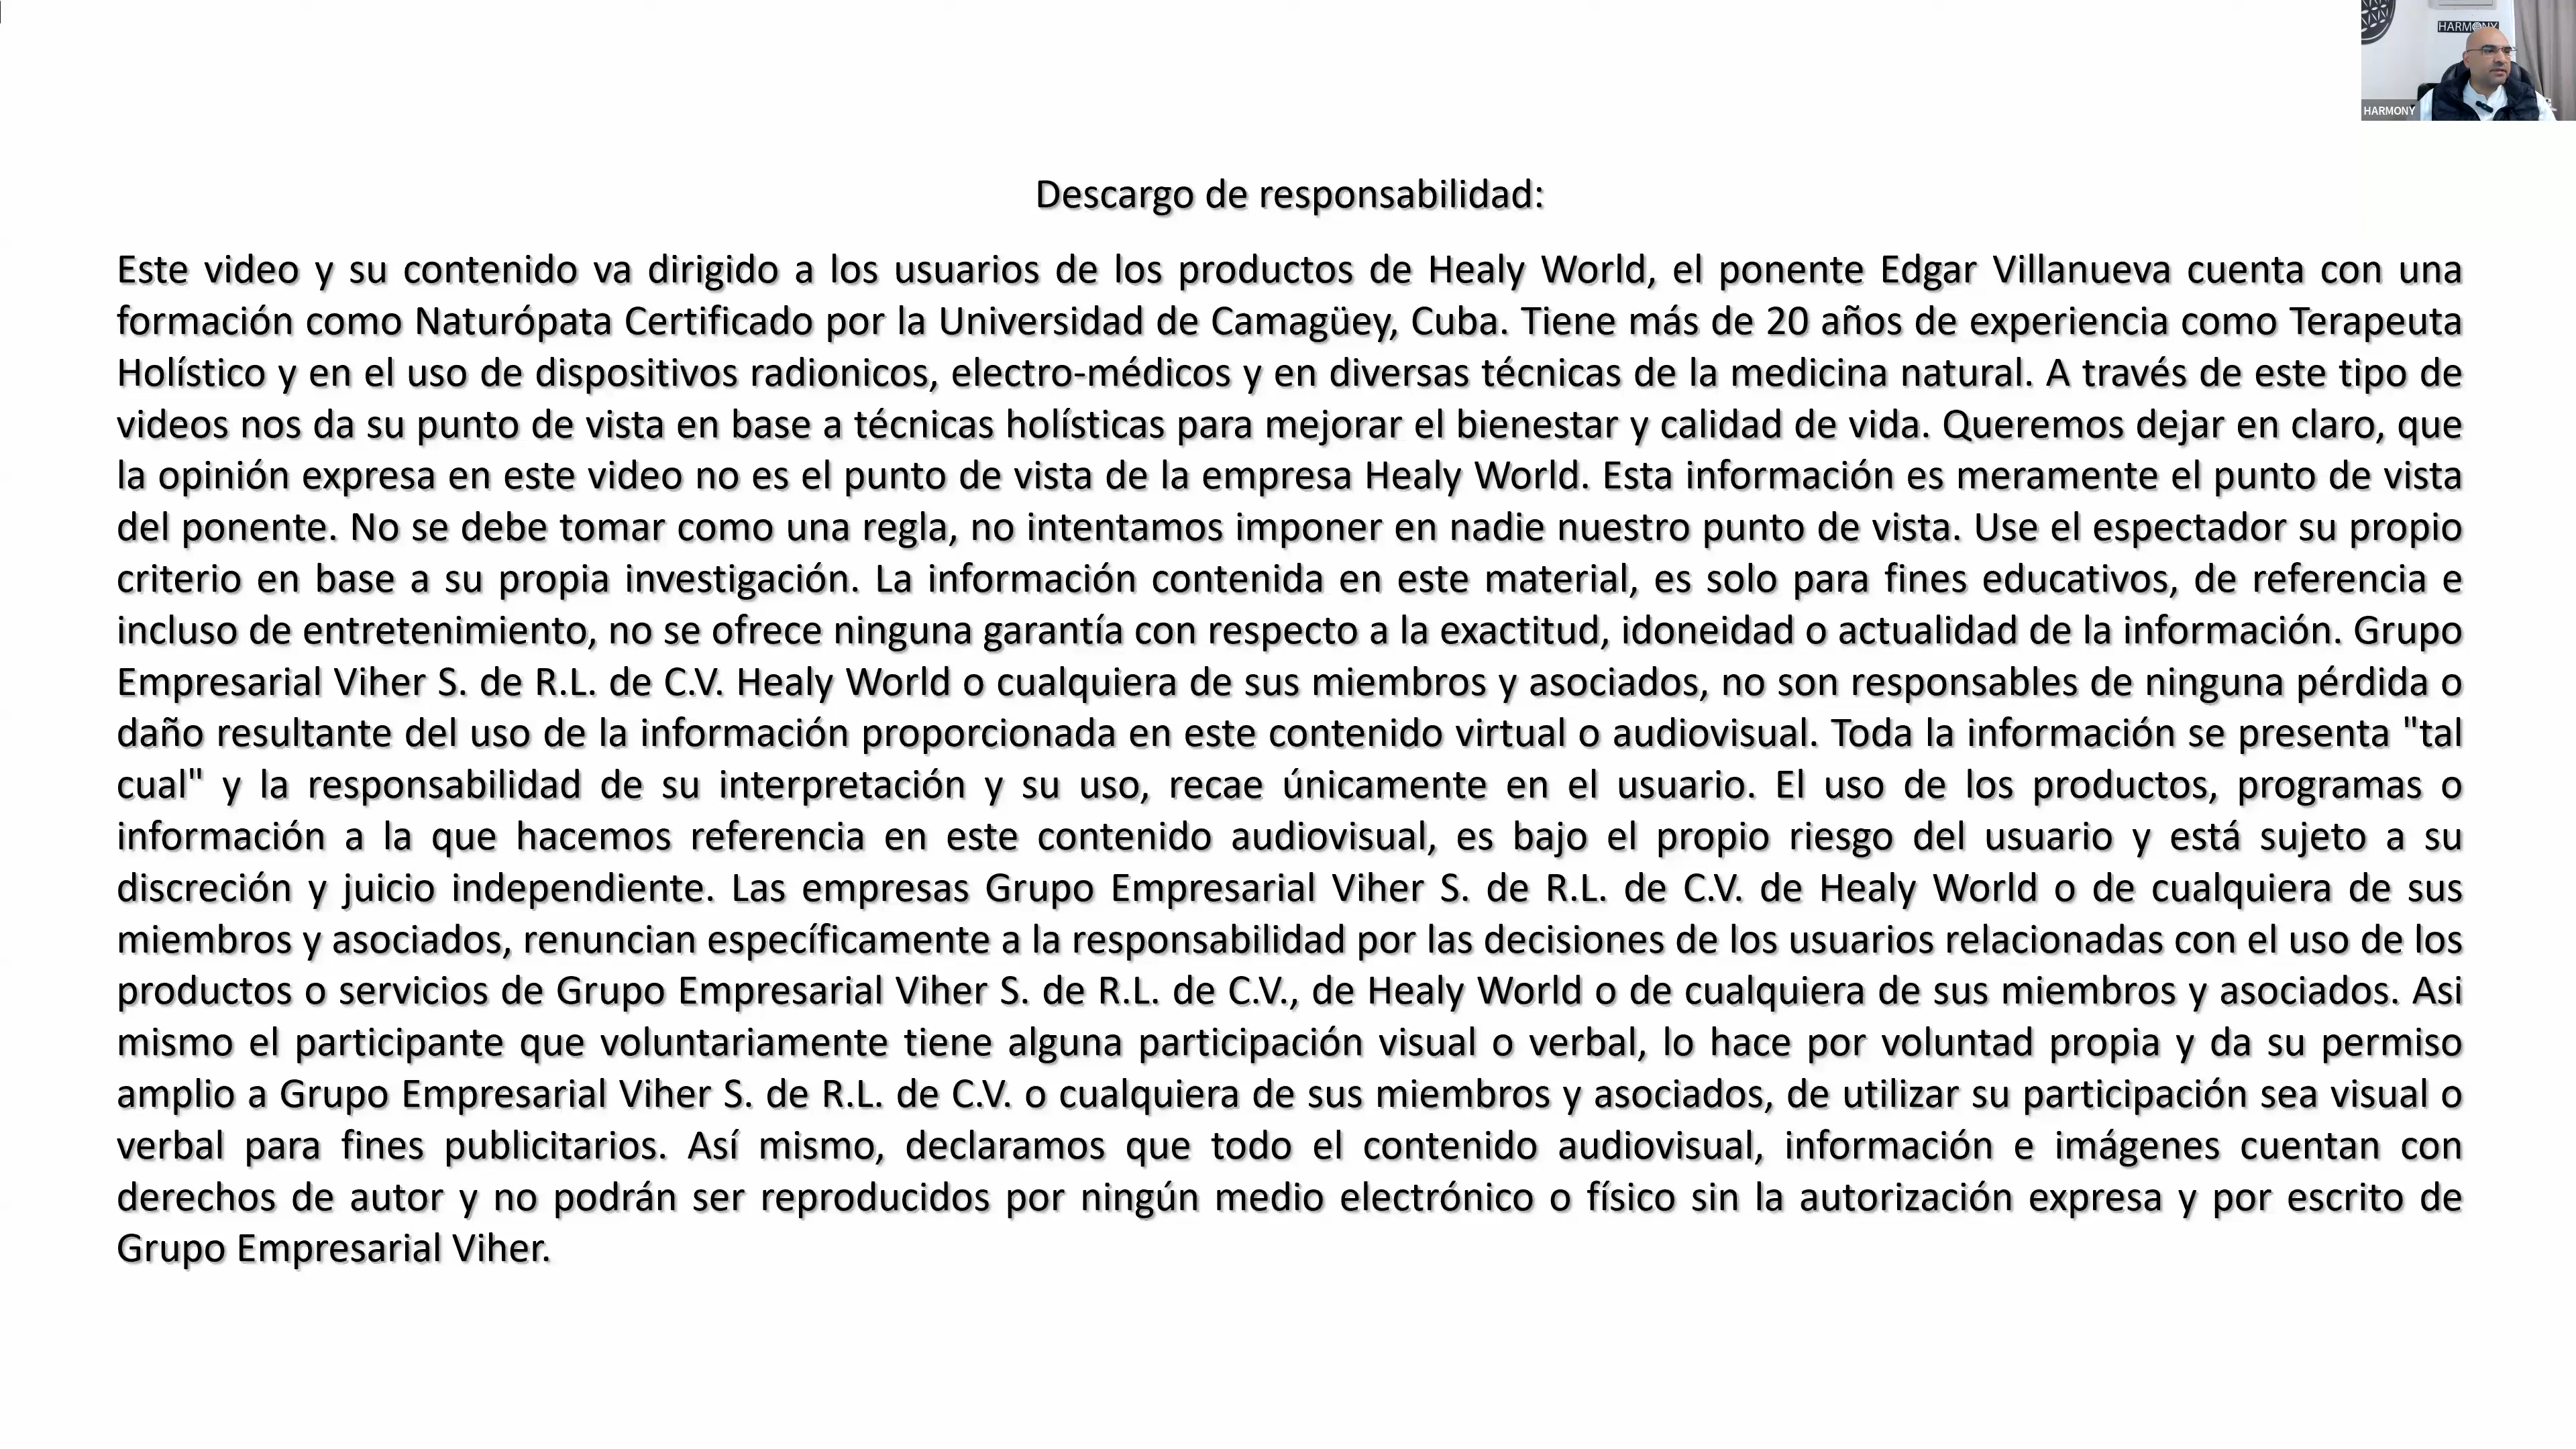 HARMONY
HARMONY
Descargo de responsabilidad:
Este video y su contenido va dirigido a los usuarios de los productos de Healy World, el ponente Edgar Villanueva cuenta con una
formación como Naturópata Certificado por la Universidad de Camagüey, Cuba. Tiene más de 20 años de experiencia como Terapeuta
Holístico y en el uso de dispositivos radionicos, electro-médicos y en diversas técnicas de la medicina natural. A través de este tipo de
videos nos da su punto de vista en base a técnicas holísticas para mejorar el bienestar y calidad de vida. Queremos dejar en claro, que
la opinión expresa en este video no es el punto de vista de la empresa Healy World. Esta información es meramente el punto de vista
del ponente. No se debe tomar como una regla, no intentamos imponer en nadie nuestro punto de vista. Use el espectador su propio
criterio en base a su propia investigación. La información contenida en este material, es solo para fines educativos, de referencia e
incluso de entretenimiento, no se ofrece ninguna garantía con respecto a la exactitud, idoneidad o actualidad de la información. Grupo
Empresarial Viher S. de R.L. de C.V. Healy World o cualquiera de sus miembros y asociados, no son responsables de ninguna pérdida o
daño resultante del uso de la información proporcionada en este contenido virtual o audiovisual. Toda la información se presenta "tal
cual" y la responsabilidad de su interpretación y su uso, recae únicamente en el usuario. El uso de los productos, programas o
información a la que hacemos referencia en este contenido audiovisual, es bajo el propio riesgo del usuario y está sujeto a su
discreción y juicio independiente. Las empresas Grupo Empresarial Viher S. de R.L. de C.V. de Healy World o de cualquiera de sus
miembros y asociados, renuncian específicamente a la responsabilidad por las decisiones de los usuarios relacionadas con el uso de los
productos o servicios de Grupo Empresarial Viher S. de R.L. de C.V., de Healy World o de cualquiera de sus miembros y asociados. Asi
mismo el participante que voluntariamente tiene alguna participación visual o verbal, lo hace por voluntad propia y da su permiso
amplio a Grupo Empresarial Viher S. de R.L. de C.V. o cualquiera de sus miembros y asociados, de utilizar su participación sea visual o
verbal para fines publicitarios. Así mismo, declaramos que todo el contenido audiovisual, información e imágenes cuentan con
derechos de autor y no podrán ser reproducidos por ningún medio electrónico o físico sin la autorización expresa y por escrito de
Grupo Empresarial Viher.